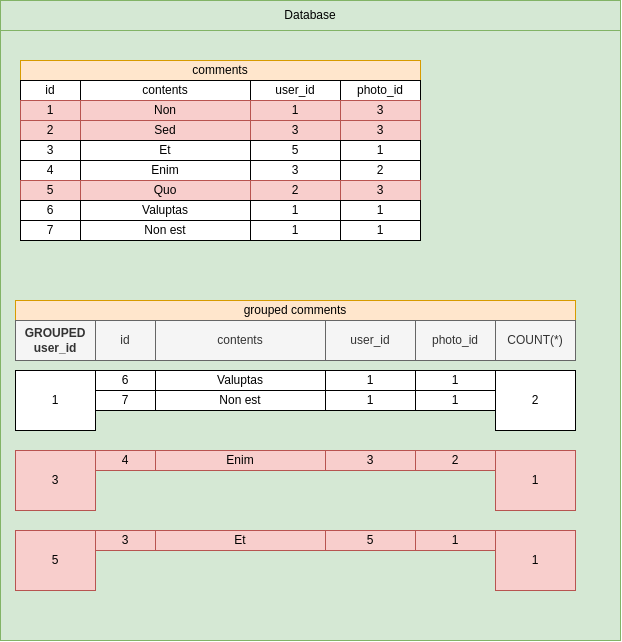 Database
comments
id contents user_id photo_id
1 Non 1 3
2 Sed 3 3
3 Et 5 1
4 Enim 3 2
5 Quo 2 3
6 Valuptas 1 1
7 Non est 1 1
grouped comments
GROUPED user_id id contents user_id photo_id COUNT(*)
1 6 Valuptas 1 1 2
7 Non est 1 1
3 4 Enim 3 2 1
5 3 Et 5 1 1